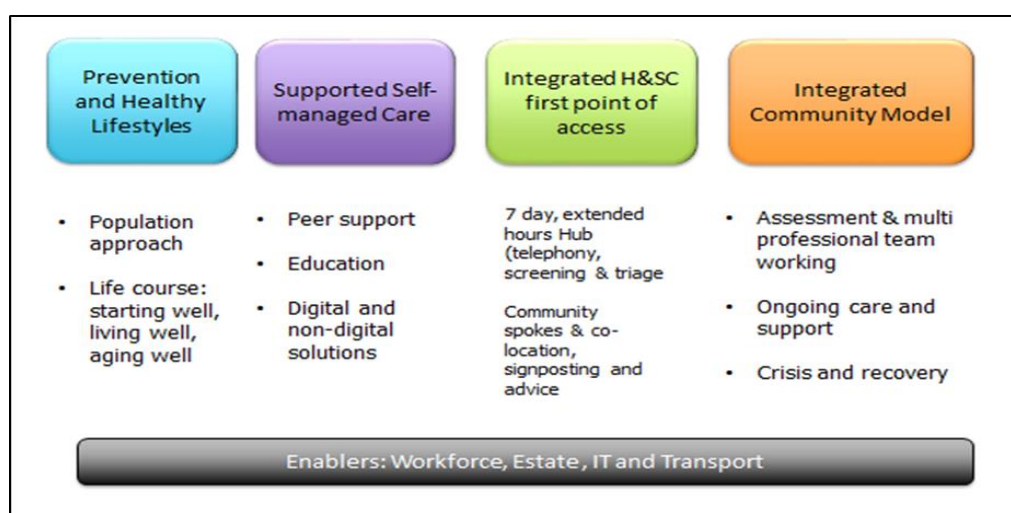 Prevention
and Healthy
Lifestyles
• Population
approach
• Life course:
starting well,
living well,
aging well
Supported Self-
managed Care
• Peer support
• Education
• Digital and
non-digital
solutions
Integrated H&SC
first point of
access
7 day, extended
hours Hub
(telephony,
screening & triage
Community
spokes & co-
location,
signposting and
advice
Integrated
Community Model
• Assessment & multi
professional team
working
• Ongoing care and
support
• Crisis and recovery
Enablers: Workforce, Estate, IT and Transport